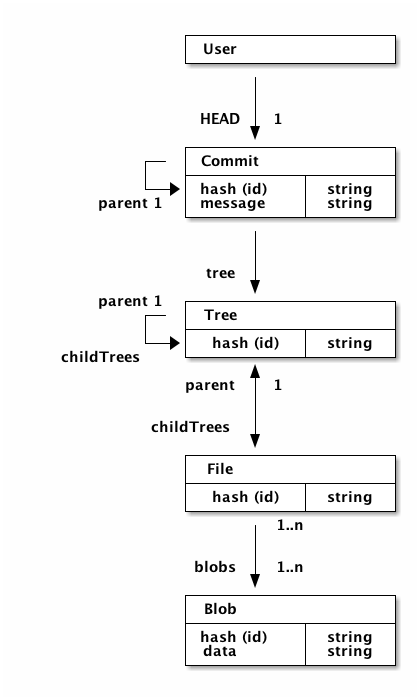 User
HEAD 1
Commit
hash (id) string
message string
parent 1
tree
parent 1
Tree
hash (id) string
childTrees
parent 1
childTrees
File
hash (id) string
1..n
blobs 1..n
Blob
hash (id) string
data string